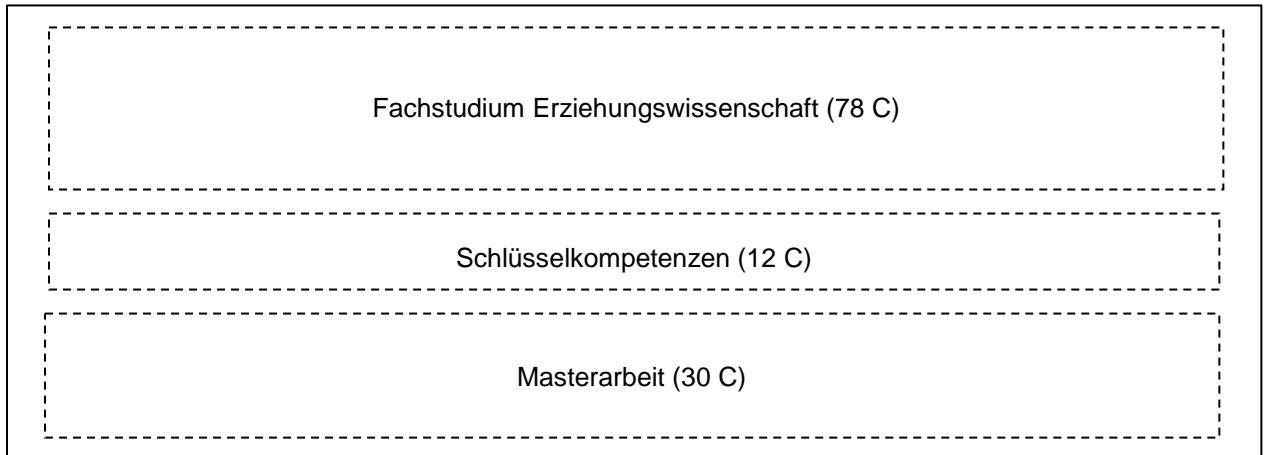 Fachstudium Erziehungswissenschaft (78 C)
Schlüsselkompetenzen (12 C)
Masterarbeit (30 C)